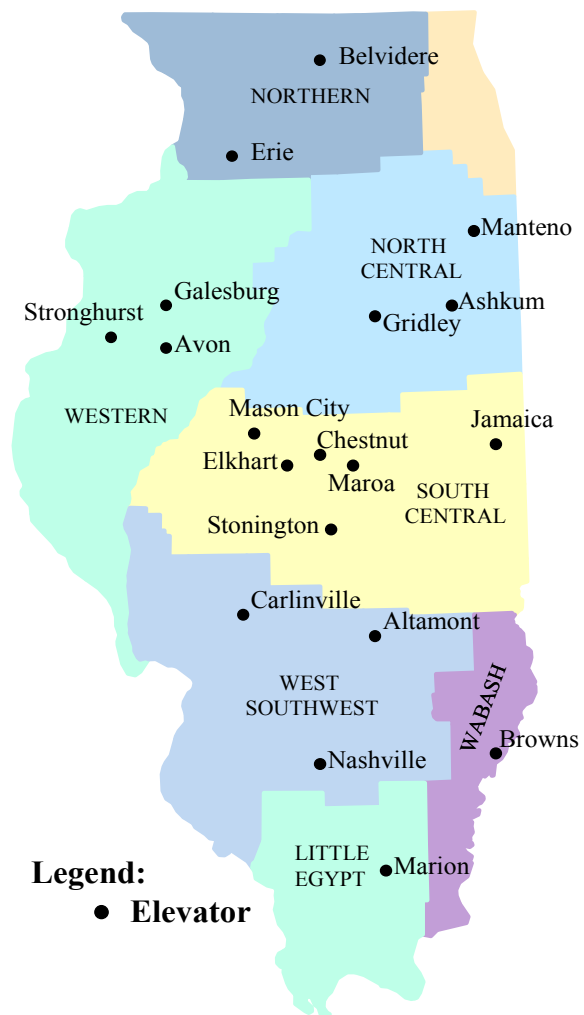 Belvidere
NORTHERN
Erie
Manteno
NORTH
CENTRAL
Galesburg
Stronghurst
Ashkum
Gridley
Avon
WESTERN
Mason City
Jamaica
Chestnut
Elkhart
Maroa
SOUTH
CENTRAL
Stonington
Carlinville
Altamont
WEST
SOUTHWEST
WABASH
Browns
Nashville
LITTLE
EGYPT
Marion
Legend:
Elevator